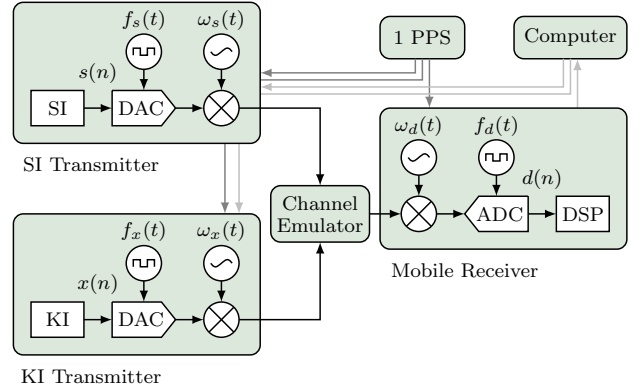 f_s(t) ω_s(t)
s(n)
SI DAC
SI Transmitter
1 PPS
Computer
ω_d(t) f_d(t)
d(n)
ADC DSP
Mobile Receiver
Channel
Emulator
f_x(t) ω_x(t)
x(n)
KI DAC
KI Transmitter